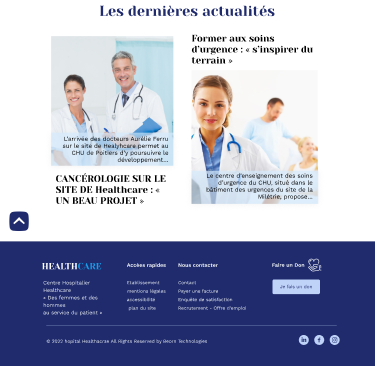 Les dernières actualités
L'arrivée des docteurs Aurélie Ferru
sur le site de Healyhcare permet au
CHU de Poitiers d'y poursuivre le
développement...
CANCÉROLOGIE SUR LE
SITE DE Healthcare : «
UN BEAU PROJET »
Former aux soins
d'urgence : « s'inspirer du
terrain »
Le centre d'enseignement des soins
d'urgence du CHU, situé dans le
bâtiment des urgences du site de la
Milétrie, propose...
HEALTHCARE
Centre Hospitalier
Healthcare
« Des femmes et des
hommes
au service du patient »
Accèes rapides
Etablissement
mentions légales
accessibilité
plan du site
Nous contacter
Contact
Payer une facture
Enquête de satisfaction
Recrutement - Offre d'emploi
Faire un Don
Je fais un don
© 2022 hopital Healthacrae All Rights Reserved by Becre Technologies